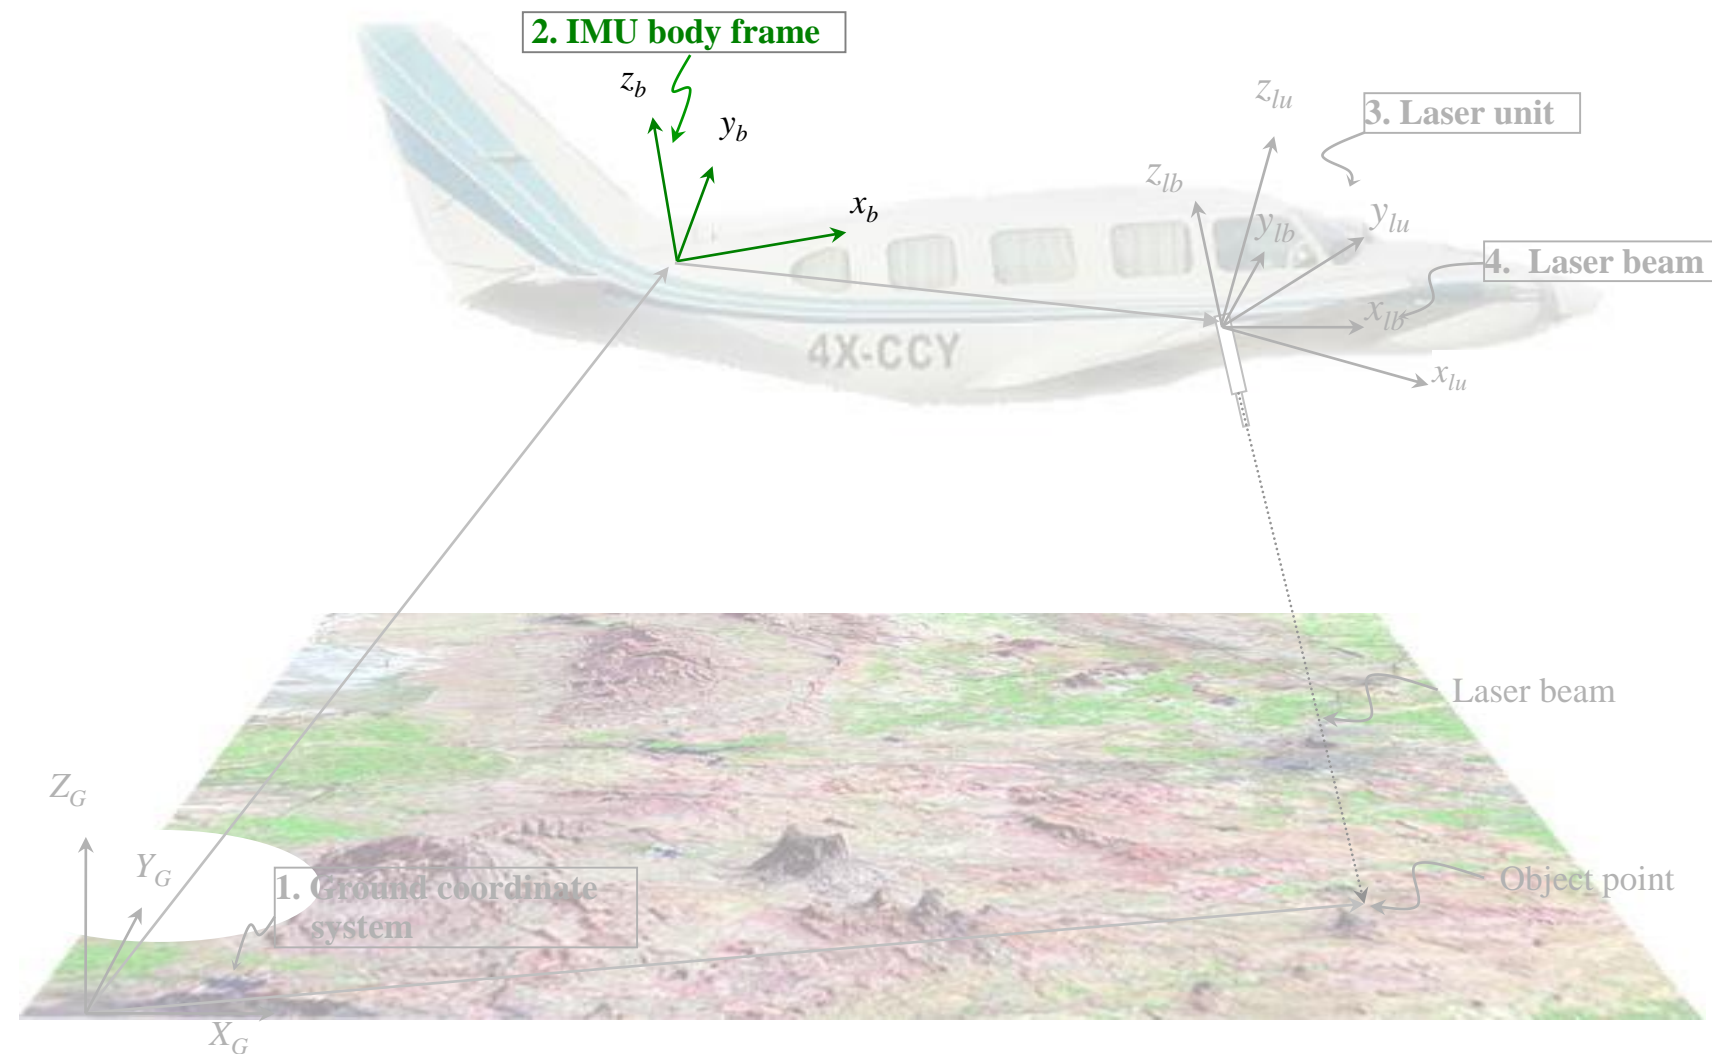 2. IMU body frame
z_b
y_b
x_b
z_lu
3. Laser unit
z_lb
y_lb
y_lu
4. Laser beam
x_lb
x_lu
4X-CCY
Laser beam
Z_G
Y_G
1. Ground coordinate
system
Object point
X_G